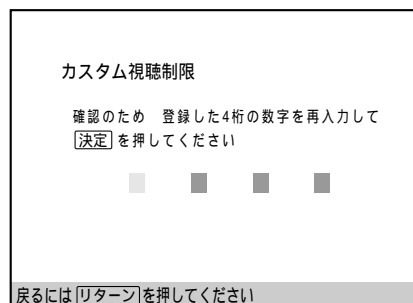 カスタム視聴制限
確認のため　登録した4桁の数字を再入力して
決定 を押してください
戻るには リターン を押してください